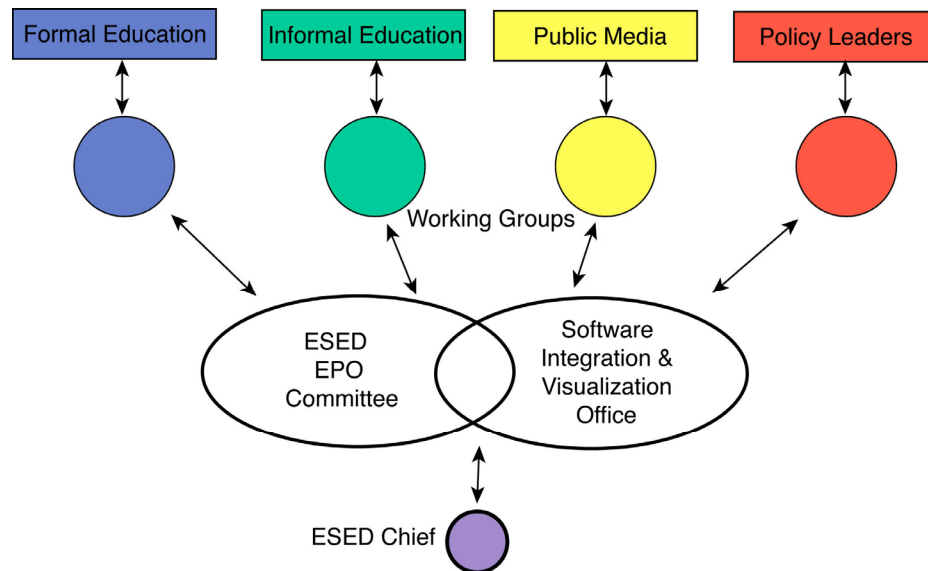 Formal Education
Informal Education
Public Media
Policy Leaders
Working Groups
ESED
EPO
Committee
Software
Integration &
Visualization
Office
ESED Chief